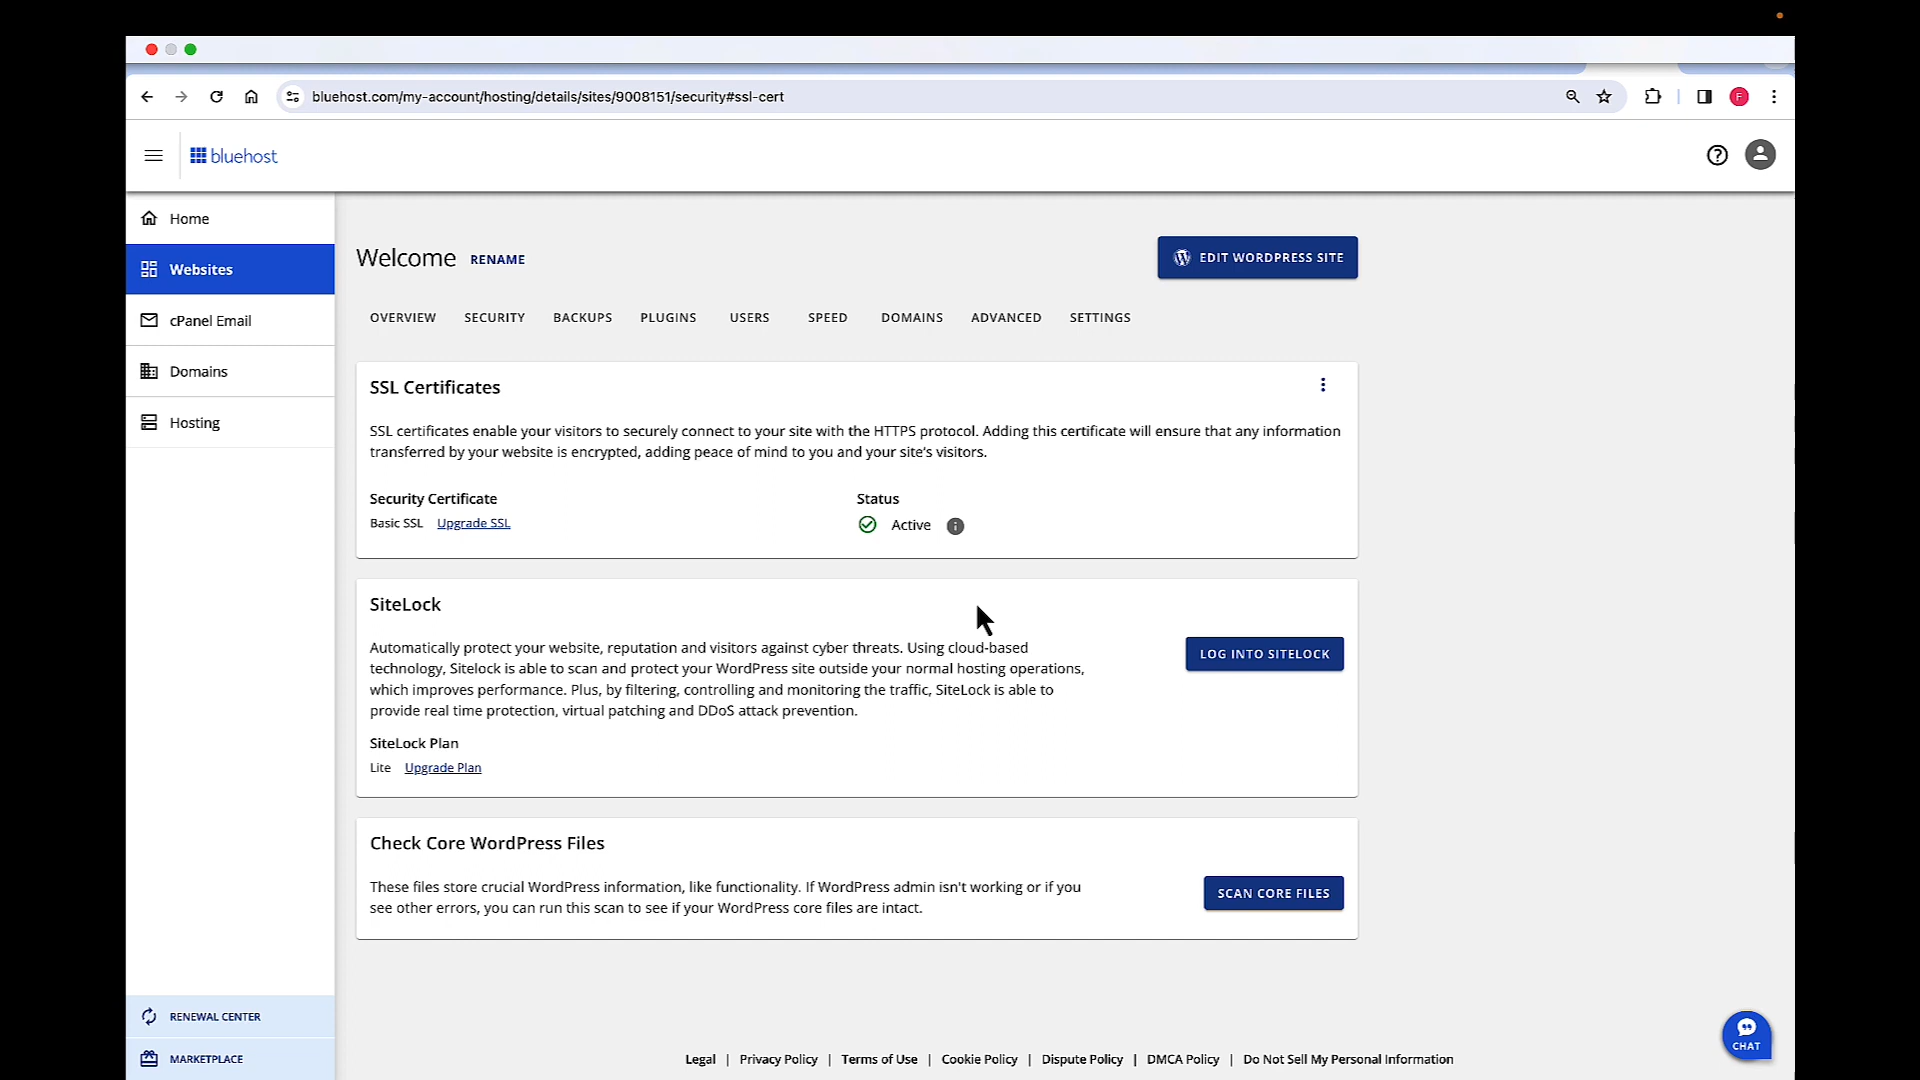 bluehost.com/my-account/hosting/details/sites/9008151/security#ssl-cert
F
bluehost
Home
Websites
cPanel Email
Domains
Hosting
RENEWAL CENTER
MARKETPLACE
Welcome RENAME
EDIT WORDPRESS SITE
OVERVIEW SECURITY BACKUPS PLUGINS USERS SPEED DOMAINS ADVANCED SETTINGS
SSL Certificates
SSL certificates enable your visitors to securely connect to your site with the HTTPS protocol. Adding this certificate will ensure that any information
transferred by your website is encrypted, adding peace of mind to you and your site's visitors.
Security Certificate Status
Basic SSL Upgrade SSL Active
SiteLock
Automatically protect your website, reputation and visitors against cyber threats. Using cloud-based
technology, Sitelock is able to scan and protect your WordPress site outside your normal hosting operations,
which improves performance. Plus, by filtering, controlling and monitoring the traffic, SiteLock is able to
provide real time protection, virtual patching and DDoS attack prevention.
LOG INTO SITELOCK
SiteLock Plan
Lite Upgrade Plan
Check Core WordPress Files
These files store crucial WordPress information, like functionality. If WordPress admin isn't working or if you
see other errors, you can run this scan to see if your WordPress core files are intact.
SCAN CORE FILES
CHAT
Legal | Privacy Policy | Terms of Use | Cookie Policy | Dispute Policy | DMCA Policy | Do Not Sell My Personal Information